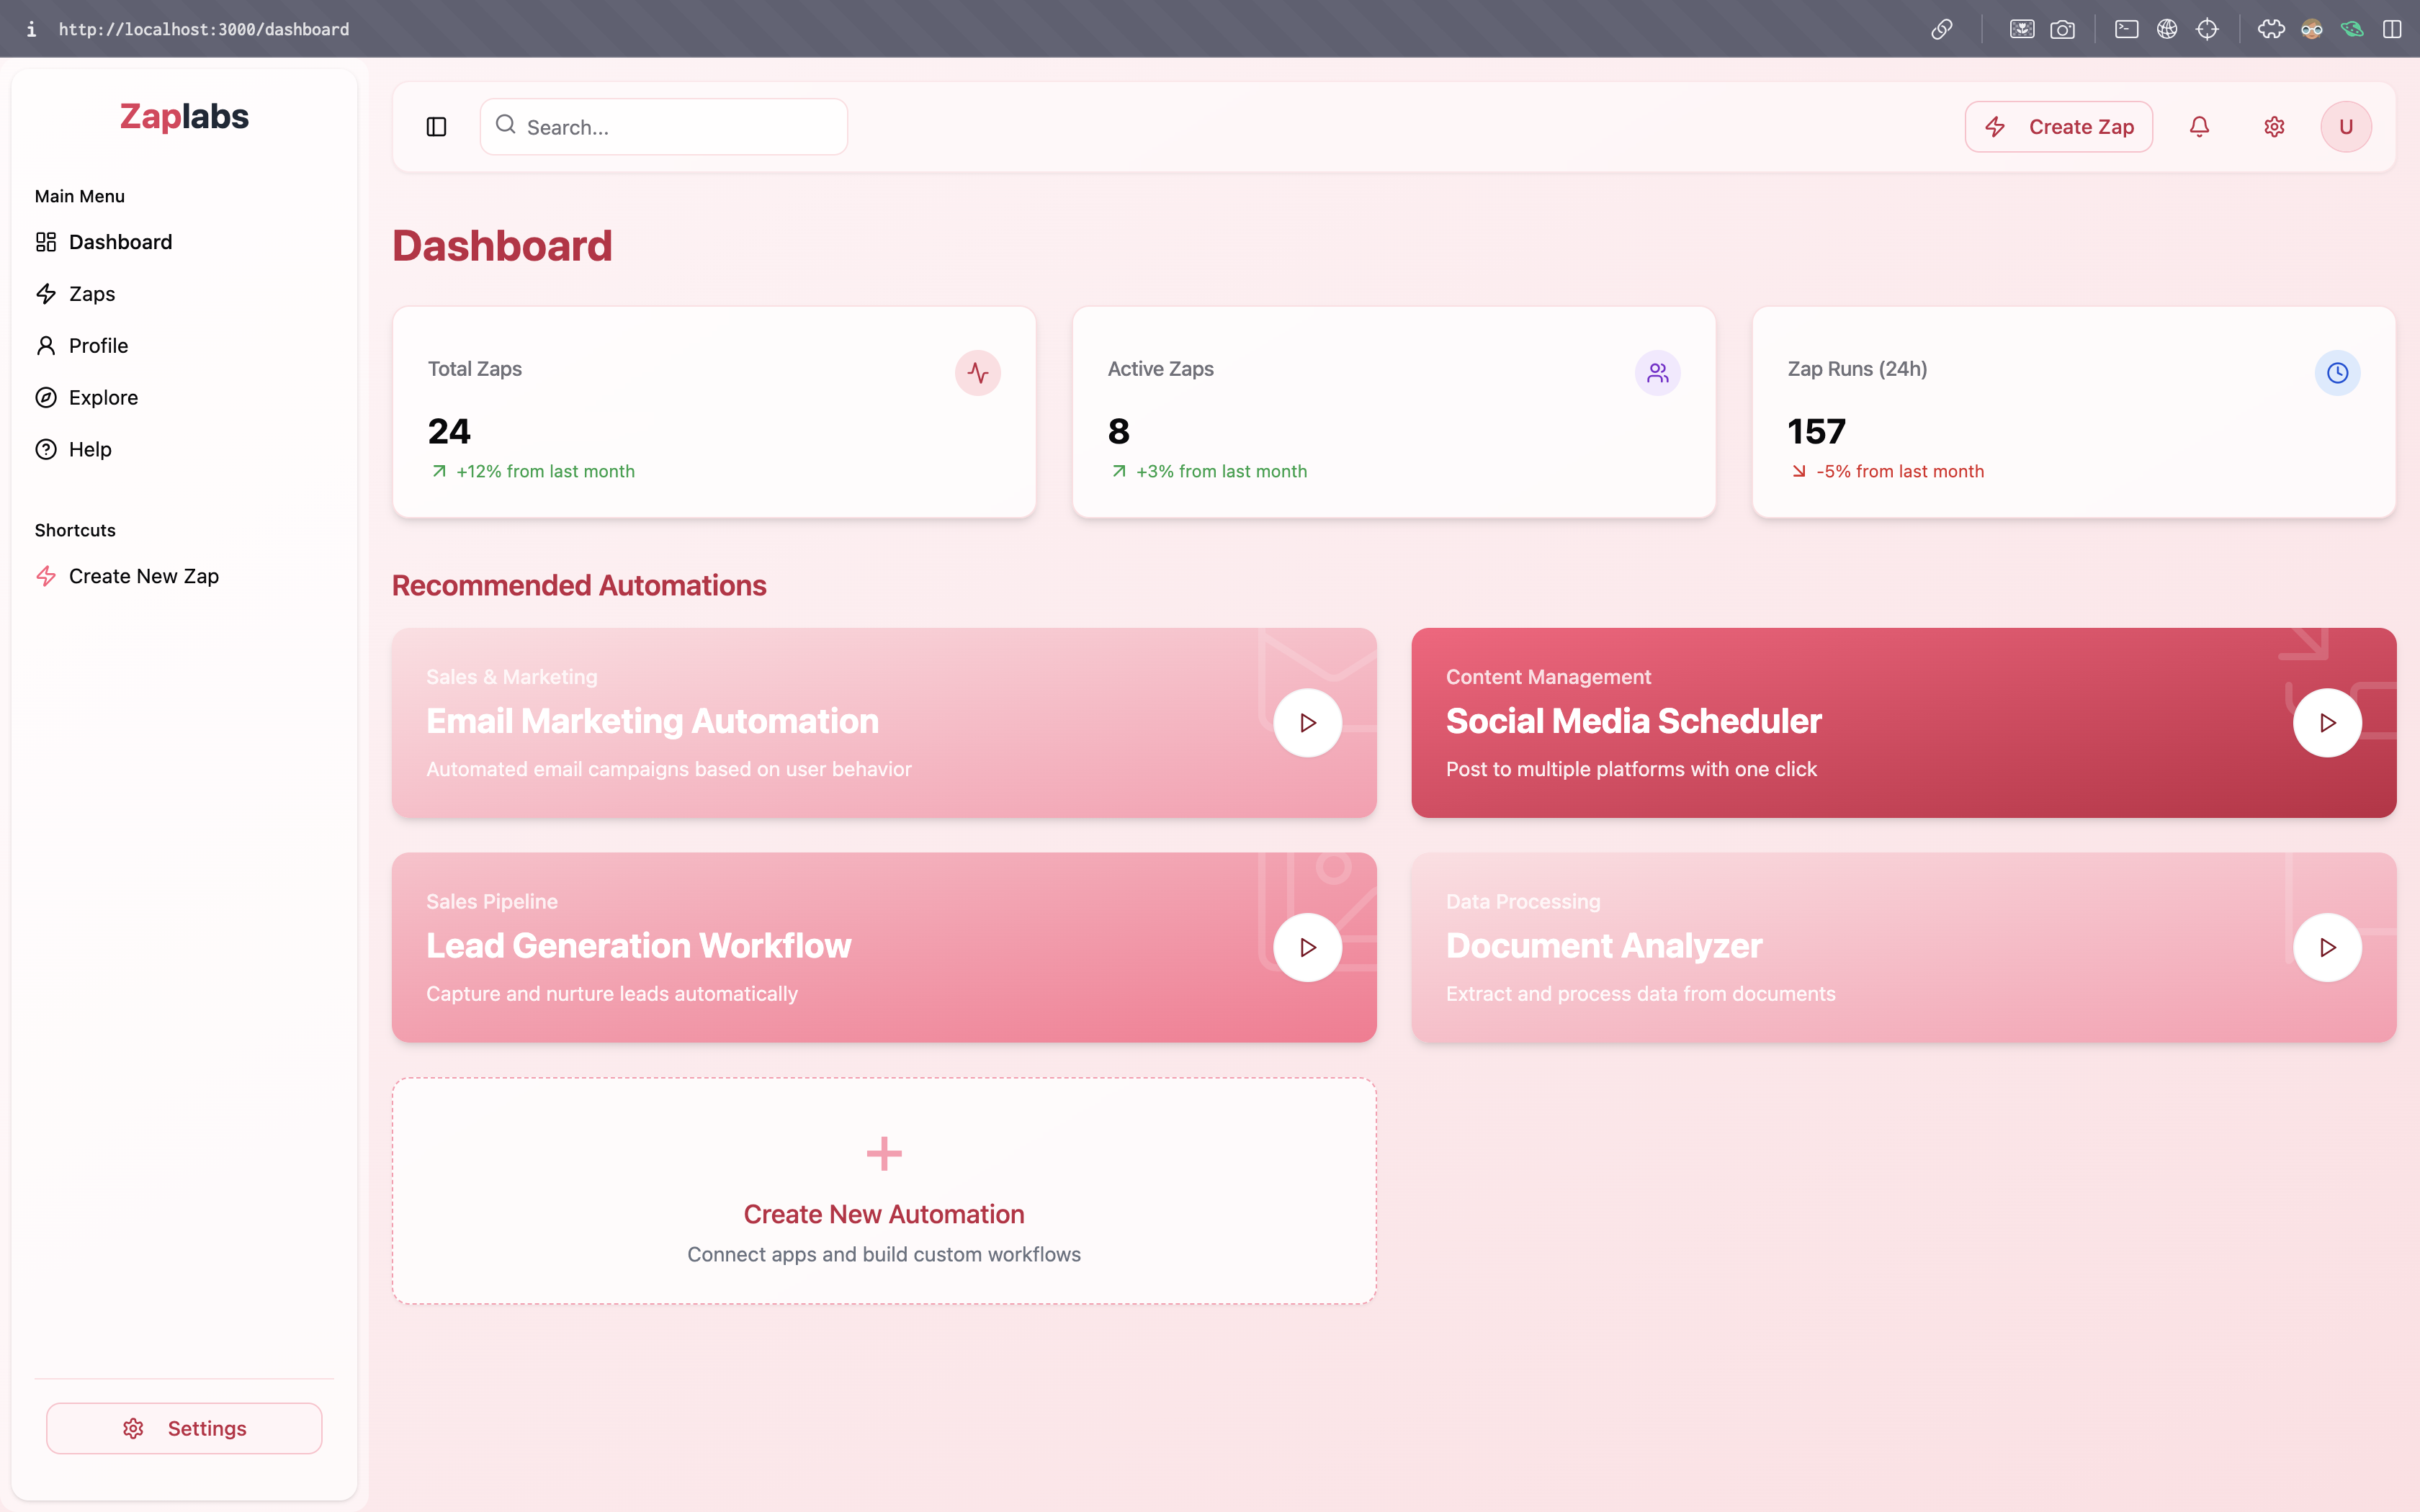 http://localhost:3000/dashboard
Zaplabs
Main Menu
Dashboard
Zaps
Profile
Explore
Help
Shortcuts
Create New Zap
Settings
Search...
Create Zap
U
Dashboard
Total Zaps
24
+12% from last month
Active Zaps
8
+3% from last month
Zap Runs (24h)
157
-5% from last month
Recommended Automations
Sales & Marketing
Email Marketing Automation
Automated email campaigns based on user behavior
Content Management
Social Media Scheduler
Post to multiple platforms with one click
Sales Pipeline
Lead Generation Workflow
Capture and nurture leads automatically
Data Processing
Document Analyzer
Extract and process data from documents
Create New Automation
Connect apps and build custom workflows